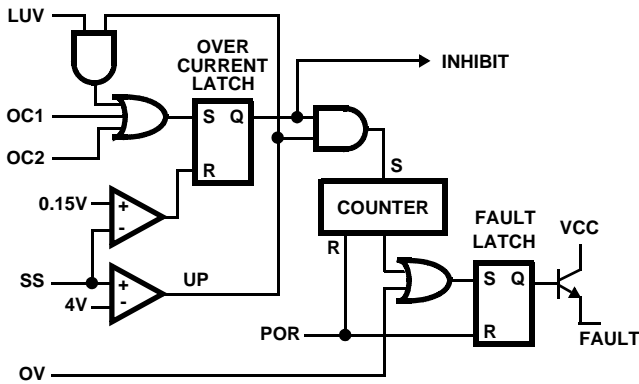 LUV
OVER
CURRENT
LATCH
INHIBIT
OC1
S Q
OC2
R
S
0.15V
+
-
COUNTER
FAULT
LATCH
VCC
R
SS
UP
+
-
4V
S Q
POR
R
FAULT
OV